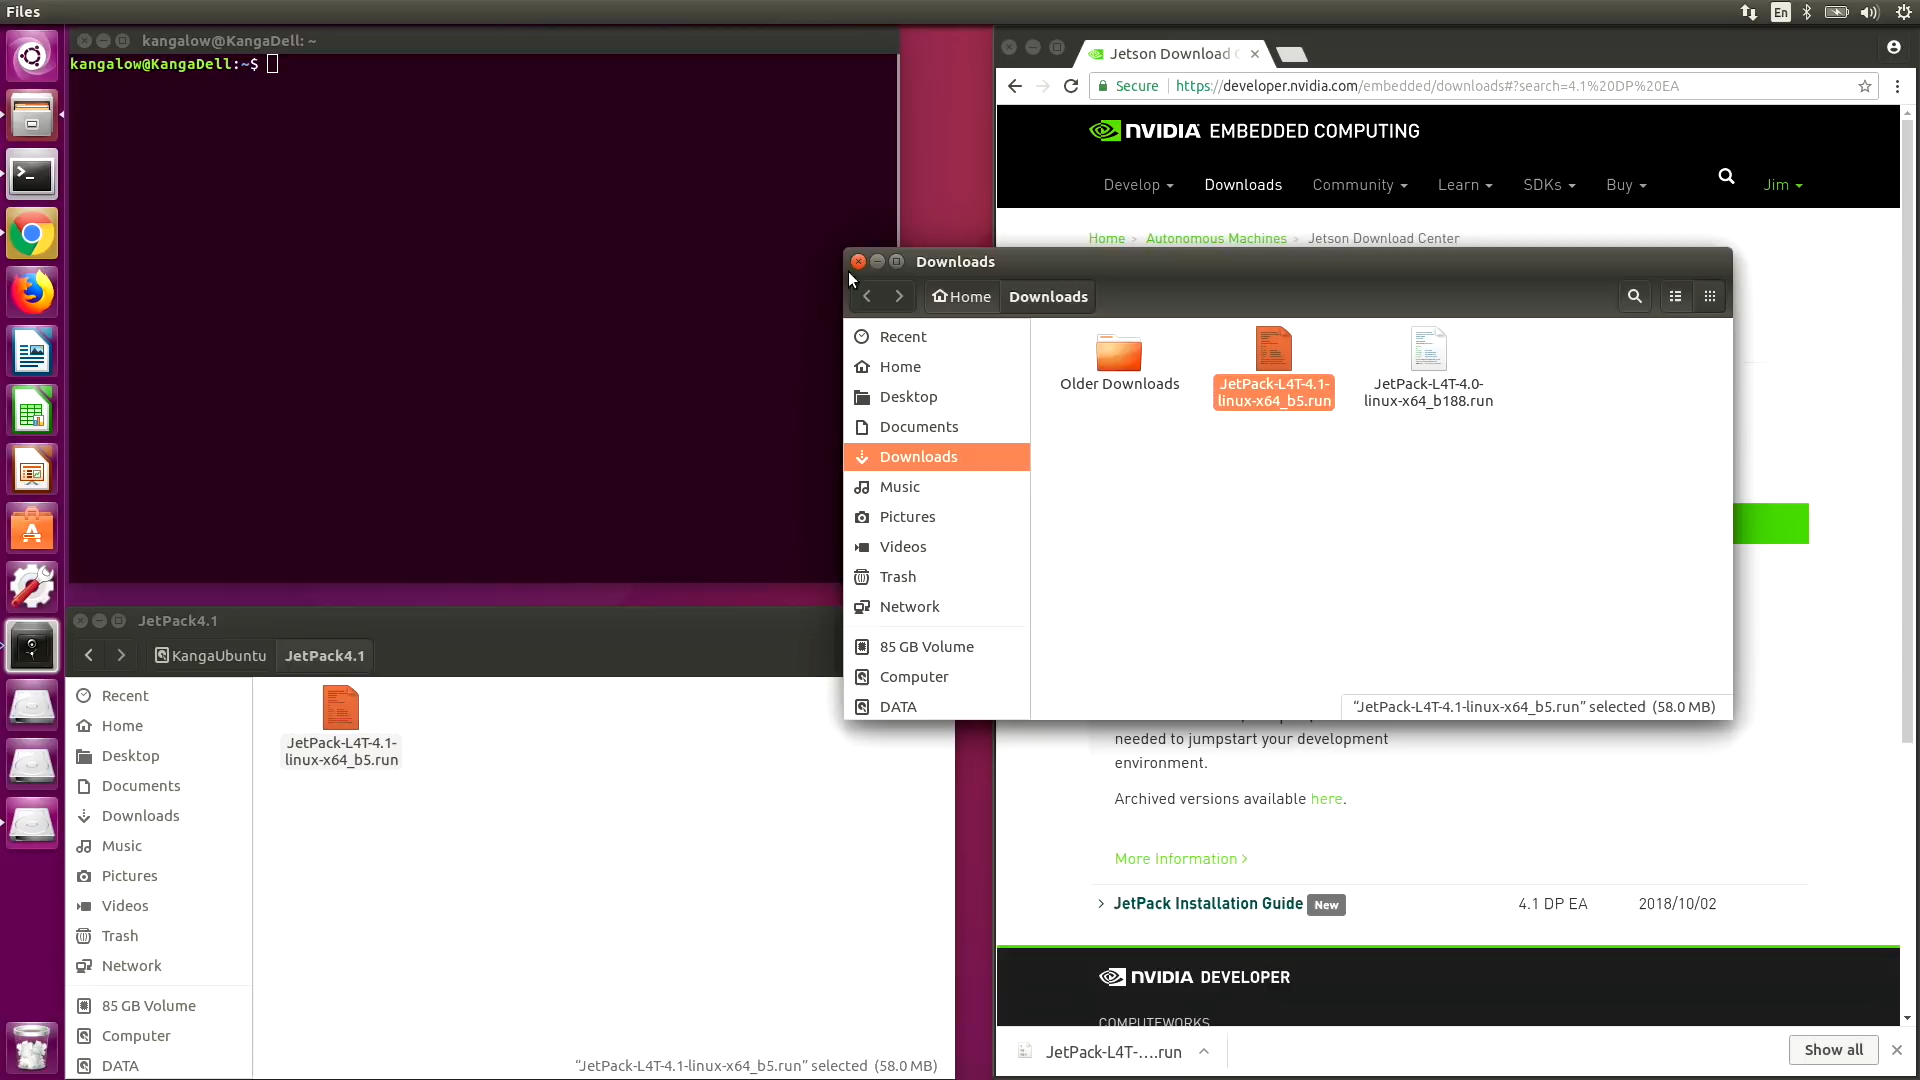 Files
En
kangalow@KangaDell: ~
kangalow@KangaDell:~$
Jetson Download
Secure
https://developer.nvidia.com/embedded/downloads#?search=4.1%20DP%20EA
NVIDIA EMBEDDED COMPUTING
Develop
Downloads
Community
Learn
SDKs
Buy
Jim
Home > Autonomous Machines > Jetson Download Center
Downloads
Home
Downloads
Recent
Home
Desktop
Documents
Downloads
Music
Pictures
Videos
Trash
Network
85 GB Volume
Computer
DATA
Older Downloads
JetPack-L4T-4.1-
linux-x64_b5.run
JetPack-L4T-4.0-
linux-x64_b188.run
“JetPack-L4T-4.1-linux-x64_b5.run” selected (58.0 MB)
JetPack4.1
KangaUbuntu
JetPack4.1
Recent
Home
Desktop
Documents
Downloads
Music
Pictures
Videos
Trash
Network
85 GB Volume
Computer
DATA
JetPack-L4T-4.1-
linux-x64_b5.run
“JetPack-L4T-4.1-linux-x64_b5.run” selected (58.0 MB)
needed to jumpstart your development
environment.
Archived versions available here.
More Information >
> JetPack Installation Guide New 4.1 DP EA 2018/10/02
NVIDIA DEVELOPER
COMPUTEWORKS
JetPack-L4T-....run
Show all